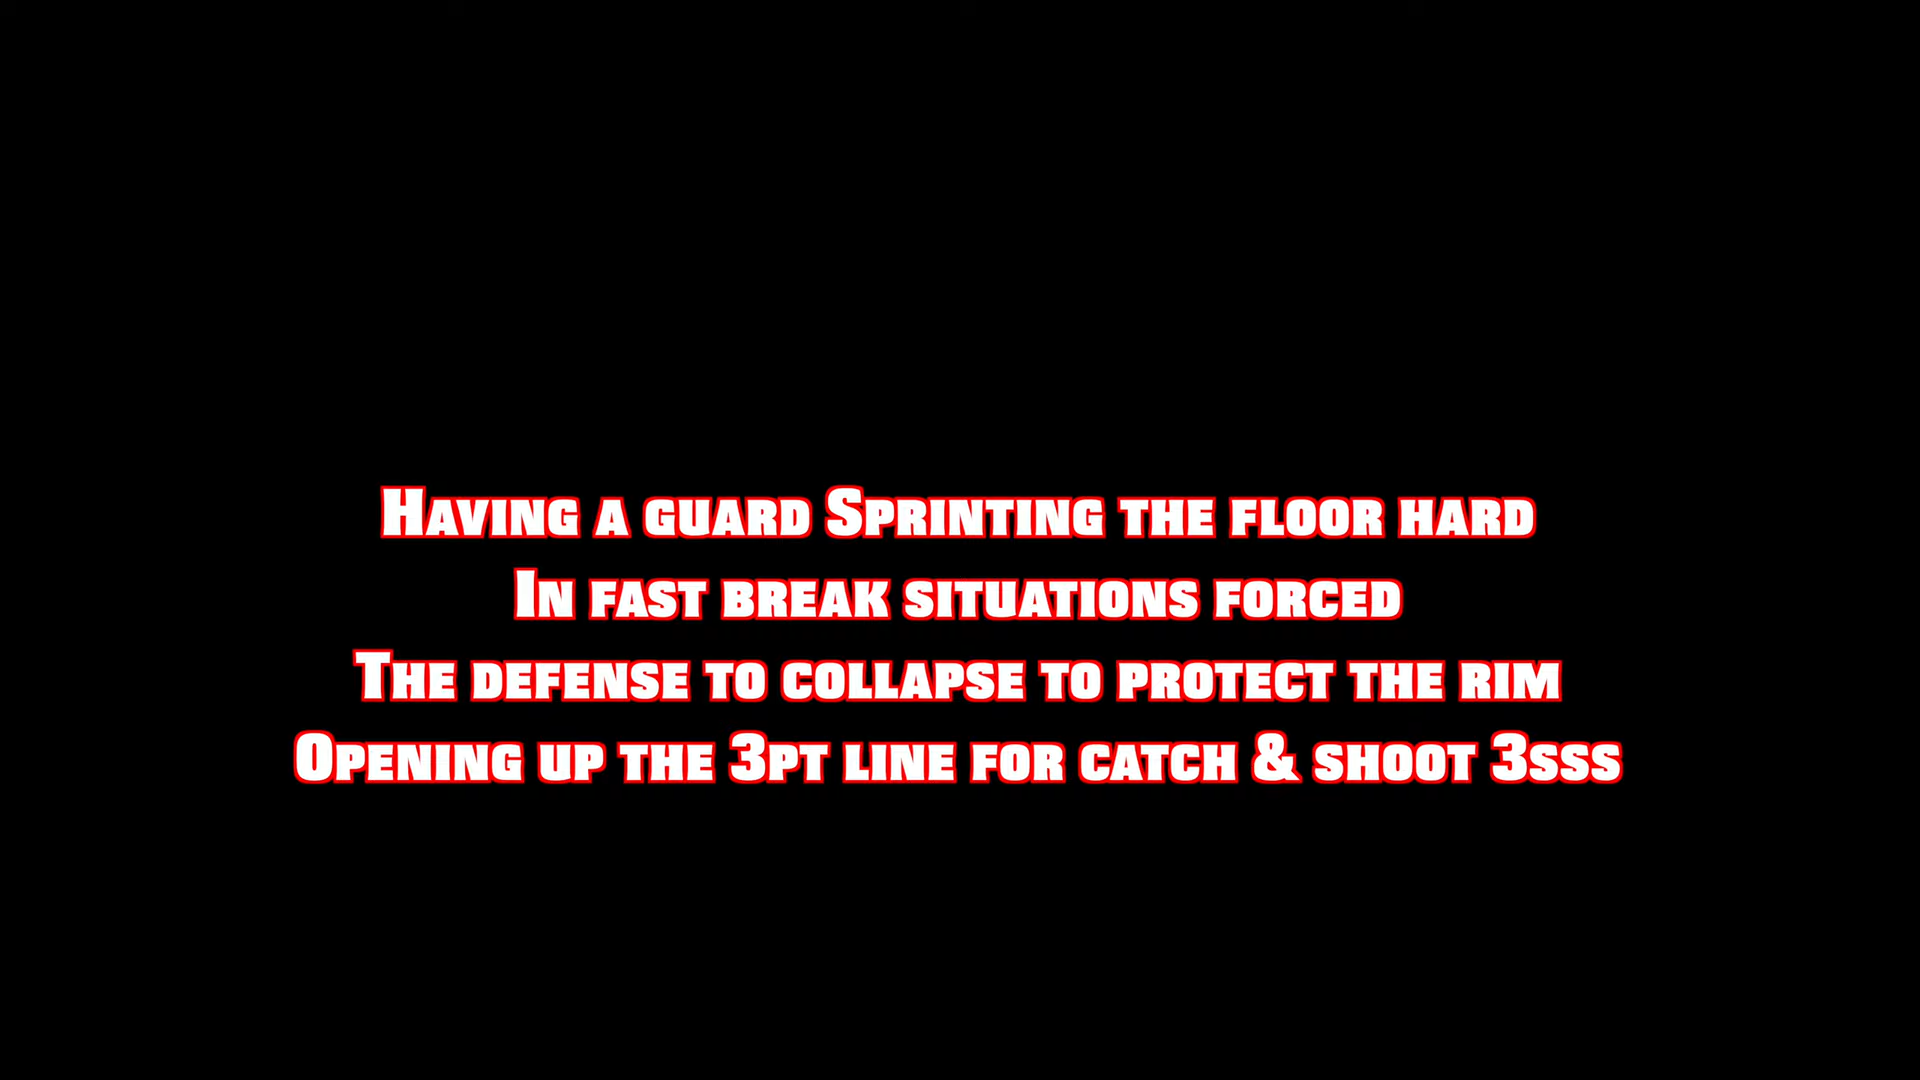 Having a guard Sprinting the floor hard
In fast break situations forced
The defense to collapse to protect the rim
Opening up the 3pt line for catch & shoot 3sss